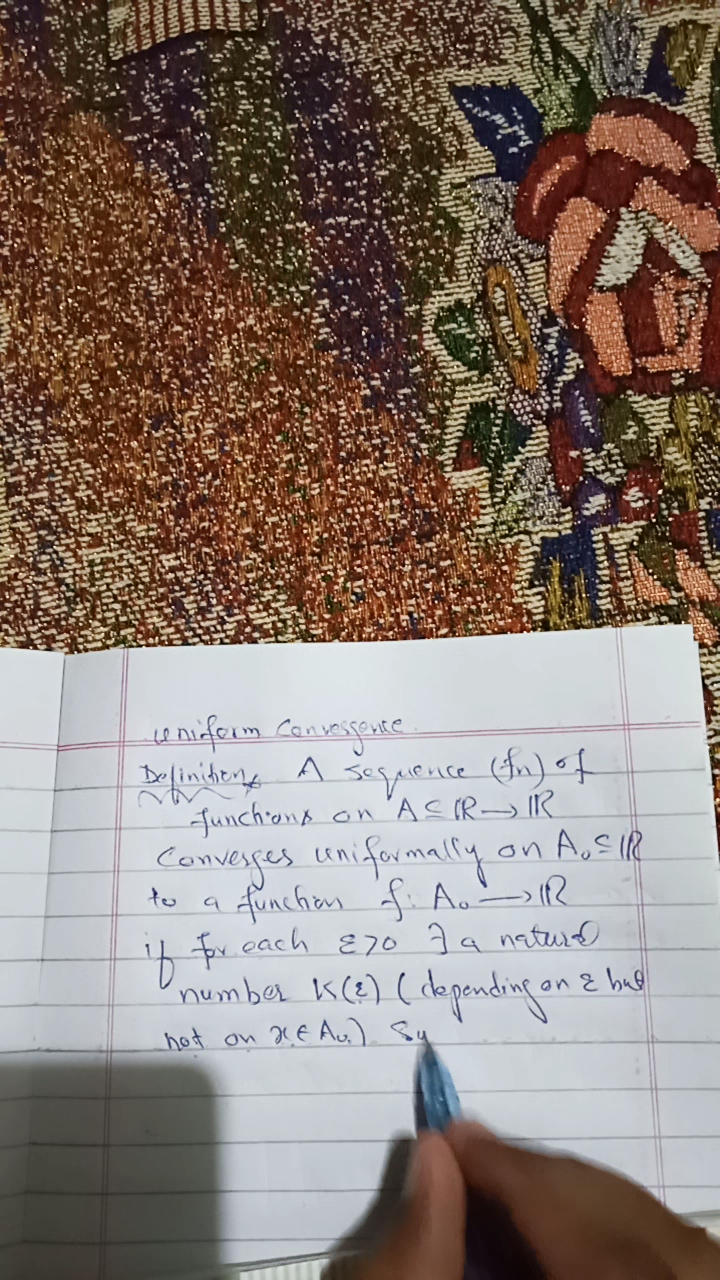 Uniform Convergence.
Definition A sequence (fn) of
functions on A ⊆ ℝ → ℝ
Converges uniformally on A₀ ⊆ ℝ
to a function f: A₀ → ℝ
if for each ε>0 ∃ a natural
number K(ε) (depending on ε but
not on x ∈ A₀) Su